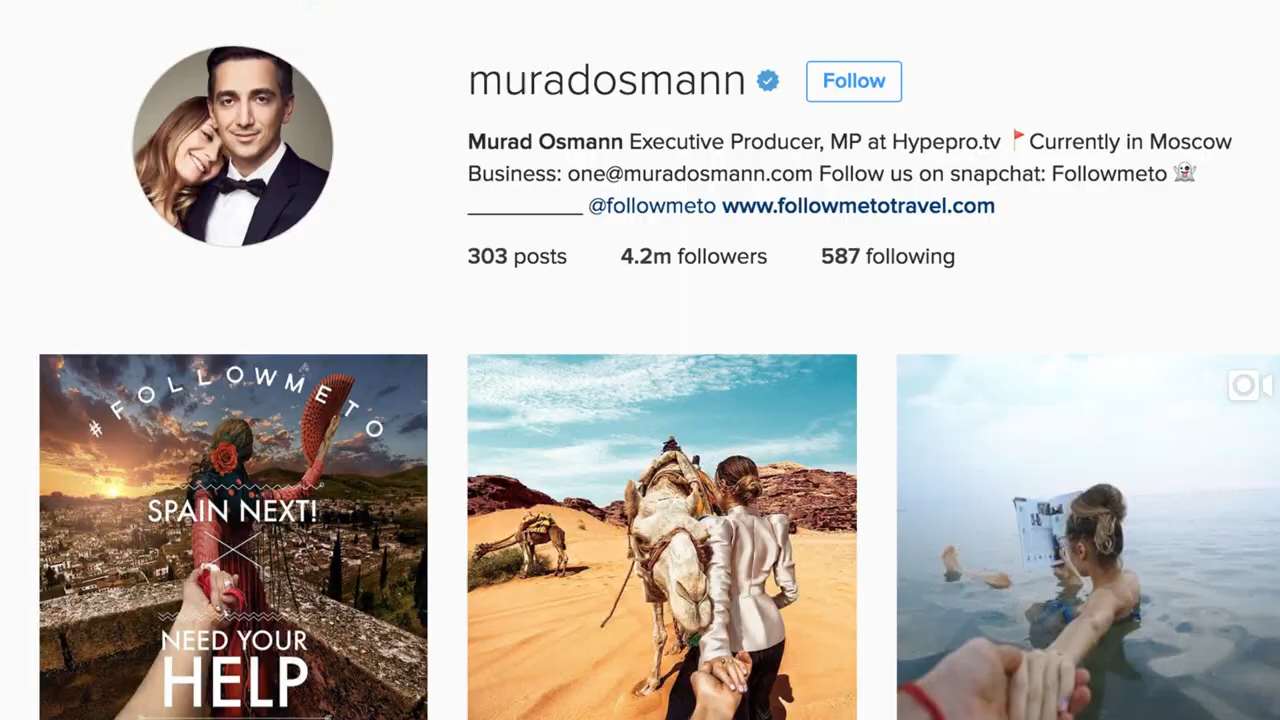 muradosmann Follow
Murad Osmann Executive Producer, MP at Hypepro.tv 🚩Currently in Moscow
Business: one@muradosmann.com Follow us on snapchat: Followmeto 👻
__________ @followmeto www.followmetotravel.com
303 posts 4.2m followers 587 following
#FOLLOWMETO
SPAIN NEXT!
NEED YOUR
HELP